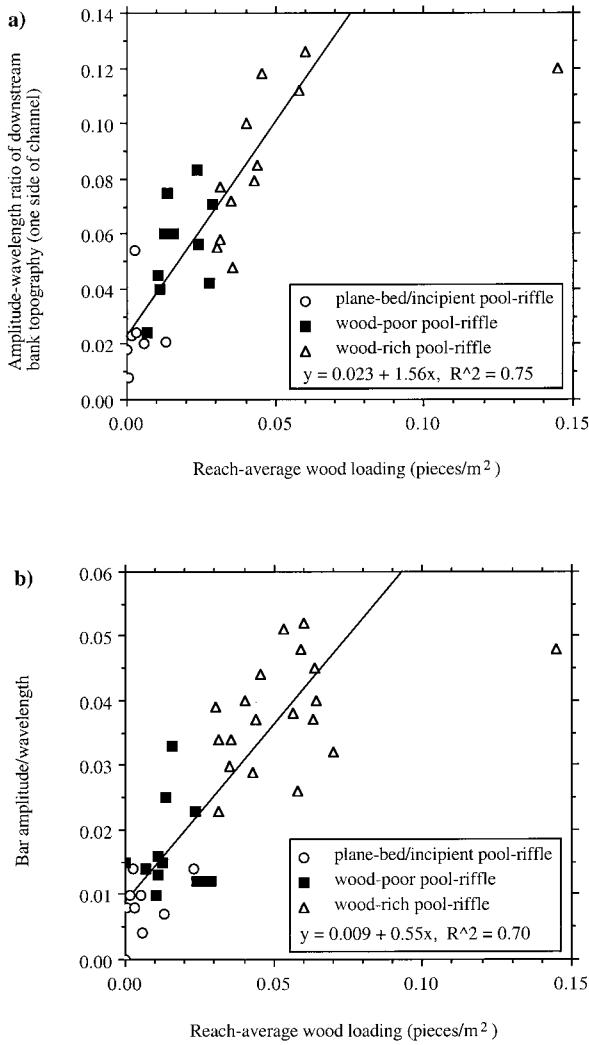 a)
Amplitude-wavelength ratio of downstream
bank topography (one side of channel)
0.14
0.12
0.10
0.08
0.06
0.04
0.02
0.00
plane-bed/incipient pool-riffle
wood-poor pool-riffle
wood-rich pool-riffle
y = 0.023 + 1.56x, R^2 = 0.75
0.00 0.05 0.10 0.15
Reach-average wood loading (pieces/m²)
b)
Bar amplitude/wavelength
0.06
0.05
0.04
0.03
0.02
0.01
0.00
plane-bed/incipient pool-riffle
wood-poor pool-riffle
wood-rich pool-riffle
y = 0.009 + 0.55x, R^2 = 0.70
0.00 0.05 0.10 0.15
Reach-average wood loading (pieces/m²)